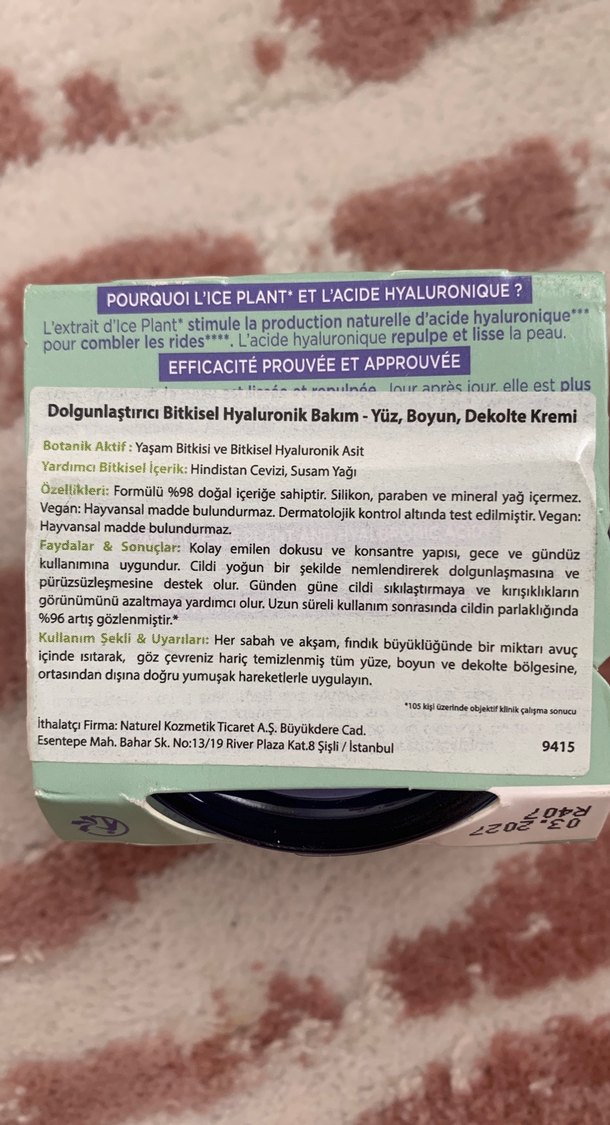 POURQUOI L'ICE PLANT* ET L'ACIDE HYALURONIQUE ?
L'extrait d'Ice Plant* stimule la production naturelle d'acide hyaluronique***
pour combler les rides****. L'acide hyaluronique repulpe et lisse la peau.
EFFICACITÉ PROUVÉE ET APPROUVÉE
lissée et repulpée. Jour après jour, elle est plus
Dolgunlaştırıcı Bitkisel Hyaluronik Bakım - Yüz, Boyun, Dekolte Kremi
Botanik Aktif : Yaşam Bitkisi ve Bitkisel Hyaluronik Asit
Yardımcı Bitkisel İçerik: Hindistan Cevizi, Susam Yağı
Özellikleri: Formülü %98 doğal içeriğe sahiptir. Silikon, paraben ve mineral yağ içermez.
Vegan: Hayvansal madde bulundurmaz. Dermatolojik kontrol altında test edilmiştir. Vegan:
Hayvansal madde bulundurmaz.
Faydalar & Sonuçlar: Kolay emilen dokusu ve konsantre yapısı, gece ve gündüz
kullanımına uygundur. Cildi yoğun bir şekilde nemlendirerek dolgunlaşmasına ve
pürüzsüzleşmesine destek olur. Günden güne cildi sıkılaştırmaya ve kırışıklıkların
görünümünü azaltmaya yardımcı olur. Uzun süreli kullanım sonrasında cildin parlaklığında
%96 artış gözlenmiştir.*
Kullanım Şekli & Uyarıları: Her sabah ve akşam, fındık büyüklüğünde bir miktarı avuç
içinde ısıtarak, göz çevreniz hariç temizlenmiş tüm yüze, boyun ve dekolte bölgesine,
ortasından dışına doğru yumuşak hareketlerle uygulayın.
*105 kişi üzerinde objektif klinik çalışma sonucu
İthalatçı Firma: Naturel Kozmetik Ticaret A.Ş. Büyükdere Cad.
Esentepe Mah. Bahar Sk. No:13/19 River Plaza Kat.8 Şişli / İstanbul
9415
03.2027
R407